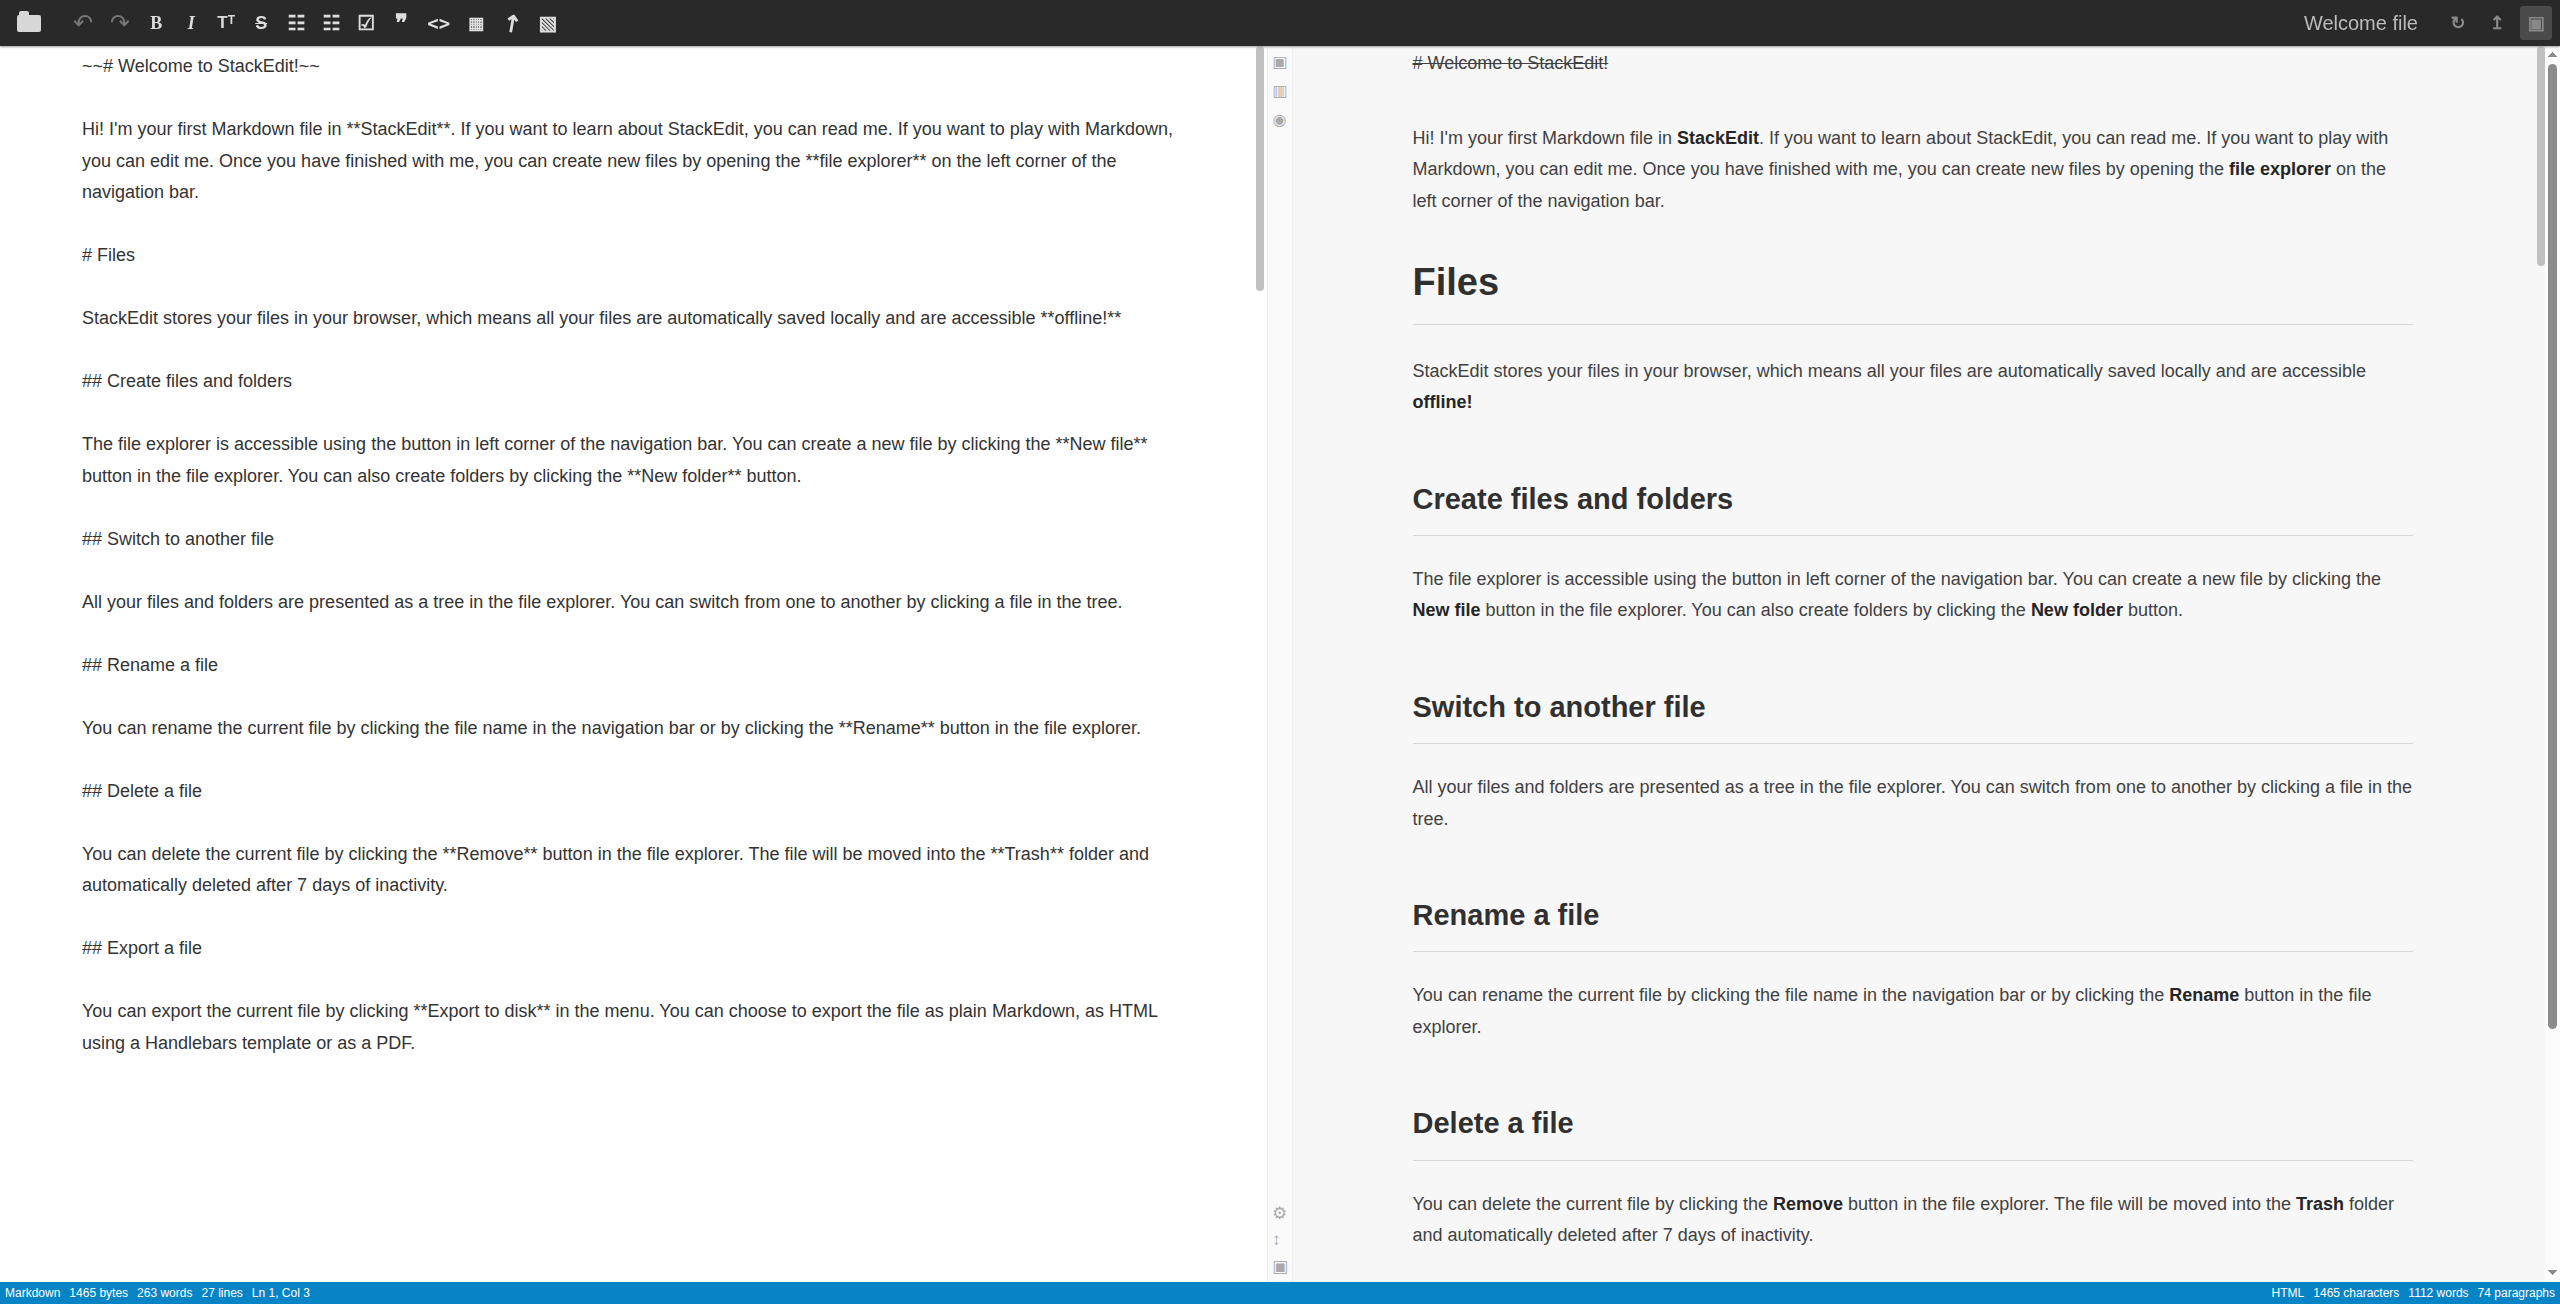 B I TT S <>
Welcome file
~~# Welcome to StackEdit!~~
Hi! I'm your first Markdown file in **StackEdit**. If you want to learn about StackEdit, you can read me. If you want to play with Markdown,
you can edit me. Once you have finished with me, you can create new files by opening the **file explorer** on the left corner of the
navigation bar.
# Files
StackEdit stores your files in your browser, which means all your files are automatically saved locally and are accessible **offline!**
## Create files and folders
The file explorer is accessible using the button in left corner of the navigation bar. You can create a new file by clicking the **New file**
button in the file explorer. You can also create folders by clicking the **New folder** button.
## Switch to another file
All your files and folders are presented as a tree in the file explorer. You can switch from one to another by clicking a file in the tree.
## Rename a file
You can rename the current file by clicking the file name in the navigation bar or by clicking the **Rename** button in the file explorer.
## Delete a file
You can delete the current file by clicking the **Remove** button in the file explorer. The file will be moved into the **Trash** folder and
automatically deleted after 7 days of inactivity.
## Export a file
You can export the current file by clicking **Export to disk** in the menu. You can choose to export the file as plain Markdown, as HTML
using a Handlebars template or as a PDF.
# Welcome to StackEdit!
Hi! I'm your first Markdown file in StackEdit. If you want to learn about StackEdit, you can read me. If you want to play with
Markdown, you can edit me. Once you have finished with me, you can create new files by opening the file explorer on the
left corner of the navigation bar.
Files
StackEdit stores your files in your browser, which means all your files are automatically saved locally and are accessible
offline!
Create files and folders
The file explorer is accessible using the button in left corner of the navigation bar. You can create a new file by clicking the
New file button in the file explorer. You can also create folders by clicking the New folder button.
Switch to another file
All your files and folders are presented as a tree in the file explorer. You can switch from one to another by clicking a file in the
tree.
Rename a file
You can rename the current file by clicking the file name in the navigation bar or by clicking the Rename button in the file
explorer.
Delete a file
You can delete the current file by clicking the Remove button in the file explorer. The file will be moved into the Trash folder
and automatically deleted after 7 days of inactivity.
Markdown 1465 bytes 263 words 27 lines Ln 1, Col 3
HTML 1465 characters 1112 words 74 paragraphs